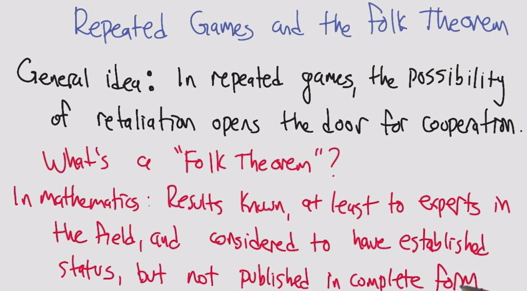 Repeated Games and the Folk Theorem
General idea: In repeated games, the possibility
of retaliation opens the door for cooperation.
What's a "Folk Theorem"?
In mathematics: Results known, at least to experts in
the field, and considered to have established
status, but not published in complete form